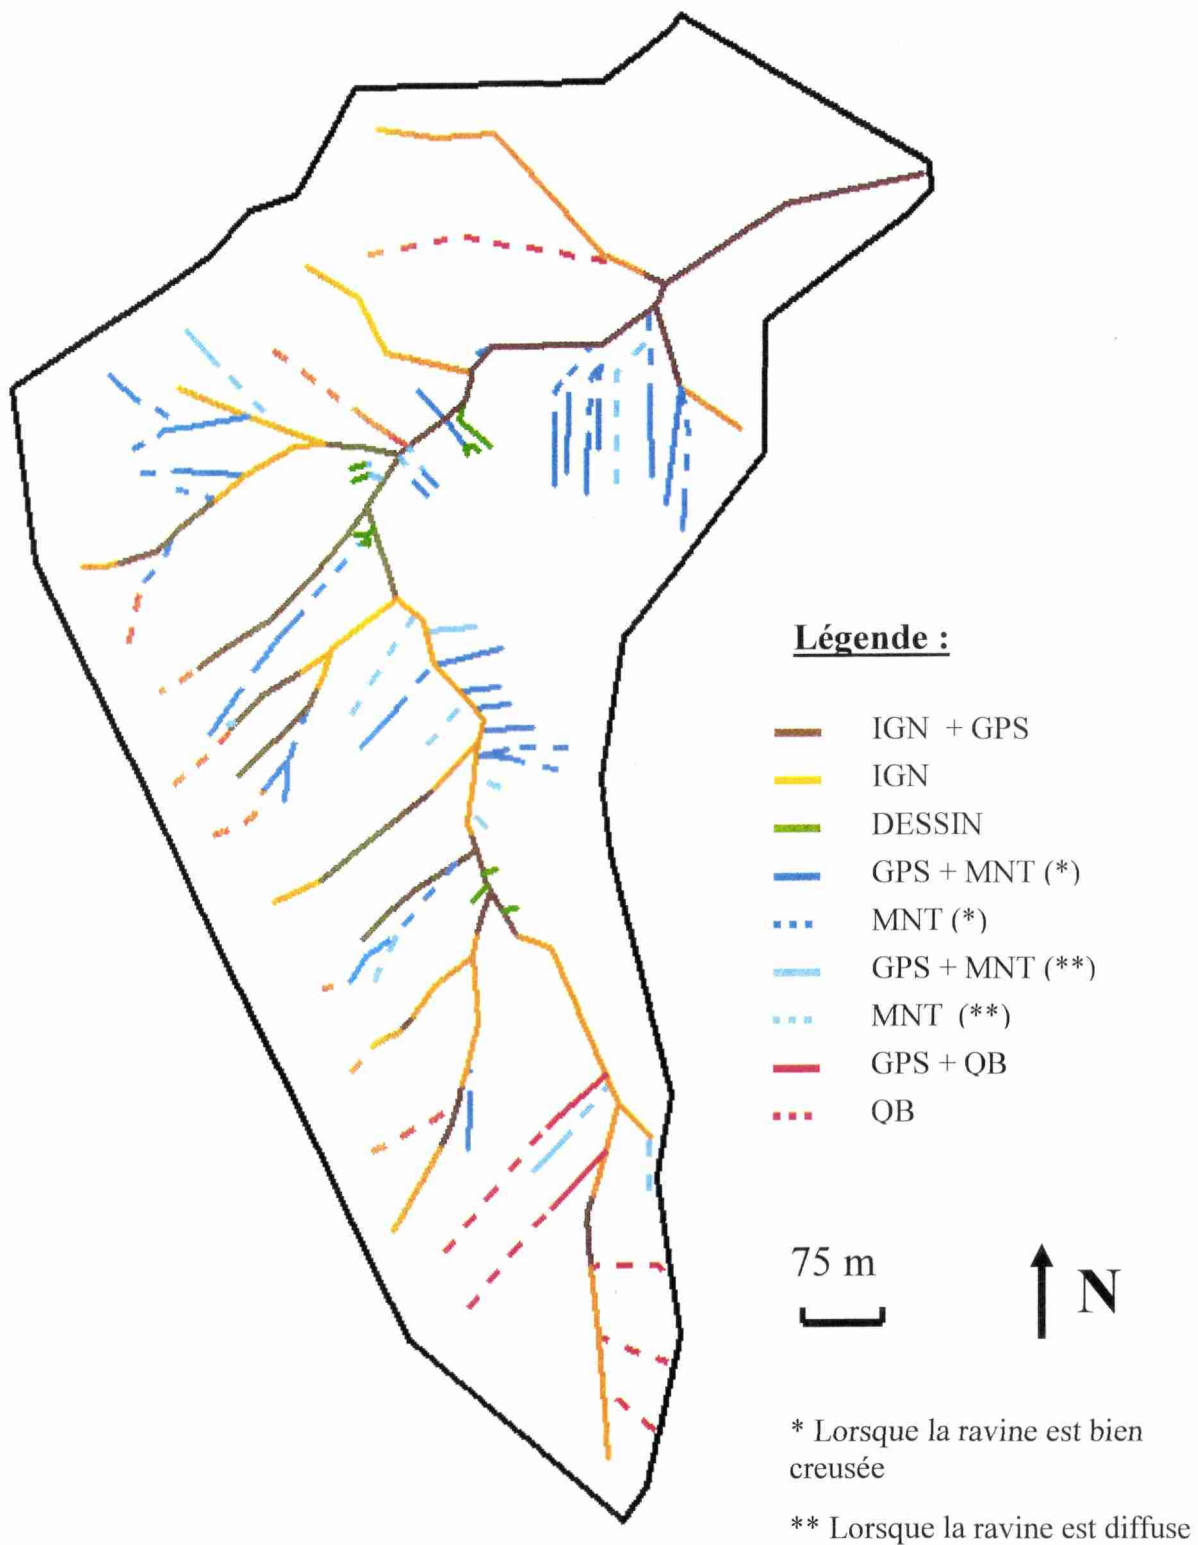 Légende :
IGN + GPS
IGN
DESSIN
GPS + MNT (*)
MNT (*)
GPS + MNT (**)
MNT (**)
GPS + QB
QB
75 m
N
* Lorsque la ravine est bien
creusée
** Lorsque la ravine est diffuse